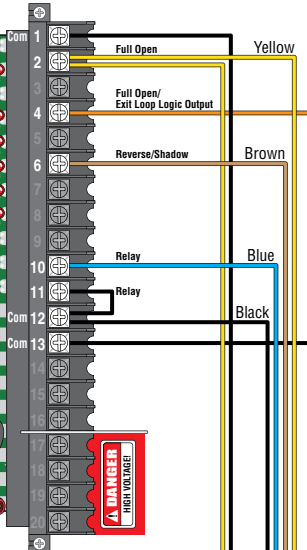 Com 1
2 Full Open Yellow
3
Full Open/
4 Exit Loop Logic Output
5
6 Reverse/Shadow Brown
7
8
9
10 Relay Blue
11 Relay
Com 12 Black
Com 13
14
15
16
17
18
19
20
DANGER
HIGH VOLTAGE!